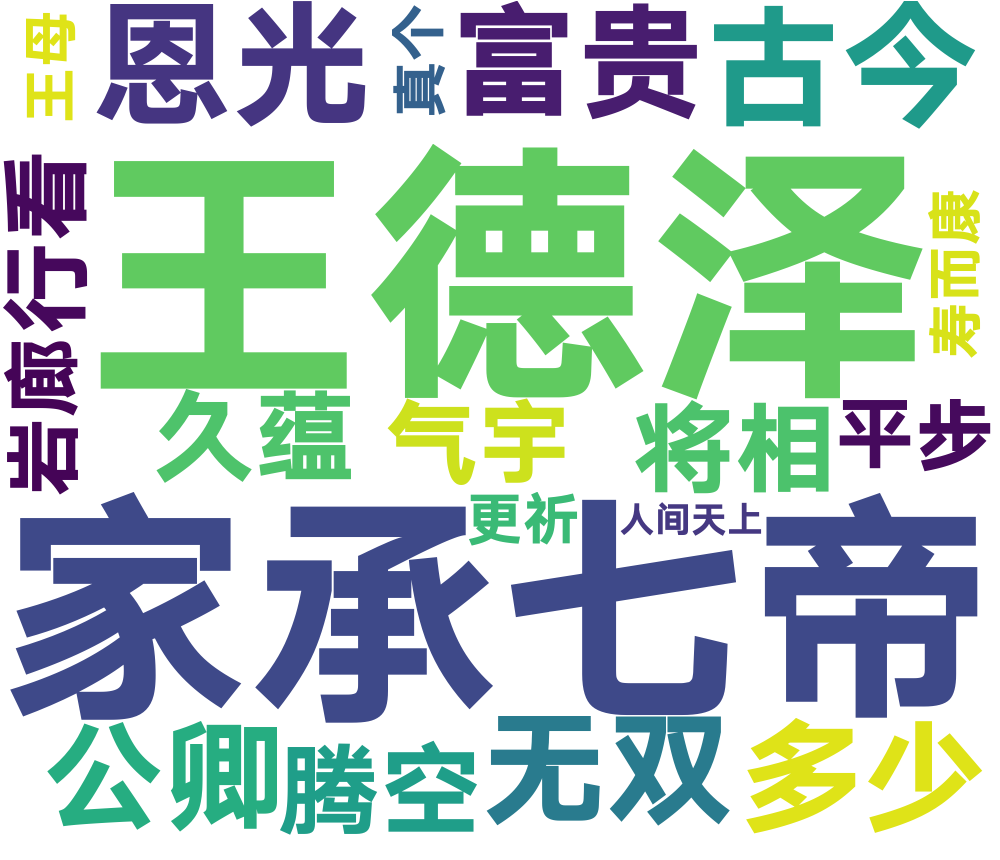 王母
恩光
真个
富贵
古今
行看
王德泽
寿而康
岩廊
久蕴
气宇
将相
平步
更祈
人间天上
家承七帝
公卿
腾空
无双
多少